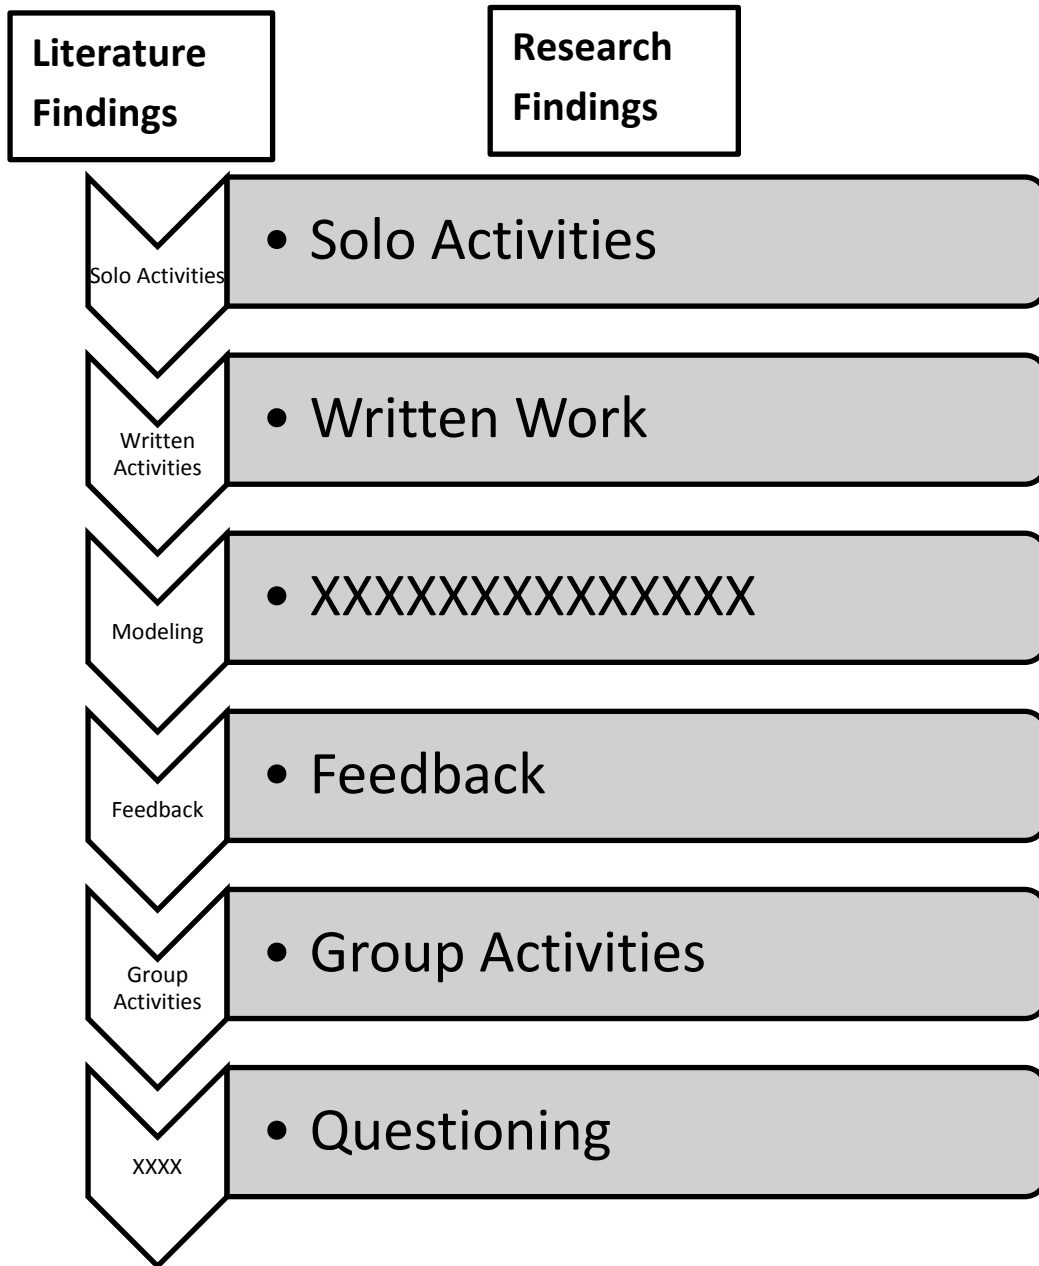 Literature
Findings
Research
Findings
Solo Activities
• Solo Activities
Written
Activities
• Written Work
Modeling
• XXXXXXXXXXXXXX
Feedback
• Feedback
Group
Activities
• Group Activities
XXXX
• Questioning